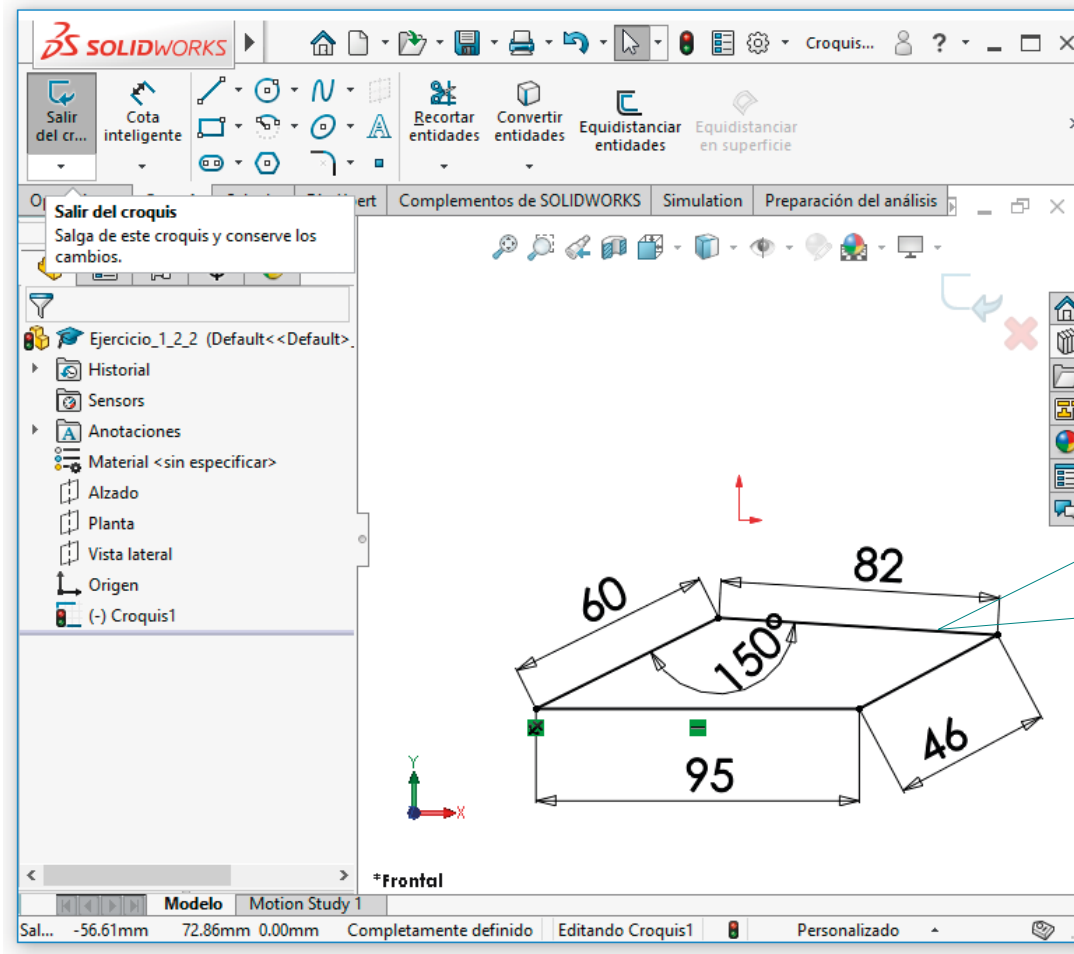 SOLIDWORKS
Croquis...
?
Salir
del cr...
Cota
inteligente
Recortar
entidades
Convertir
entidades
Equidistanciar
entidades
Equidistanciar
en superficie
Complementos de SOLIDWORKS
Simulation
Preparación del análisis
Salir del croquis
Salga de este croquis y conserve los
cambios.
Ejercicio_1_2_2 (Default<<Default>_
Historial
Sensors
Anotaciones
Material <sin especificar>
Alzado
Planta
Vista lateral
Origen
(-) Croquis1
60
82
150°
46
95
Y
X
*Frontal
Modelo
Motion Study 1
Sal...
-56.61mm
72.86mm
0.00mm
Completamente definido
Editando Croquis1
Personalizado